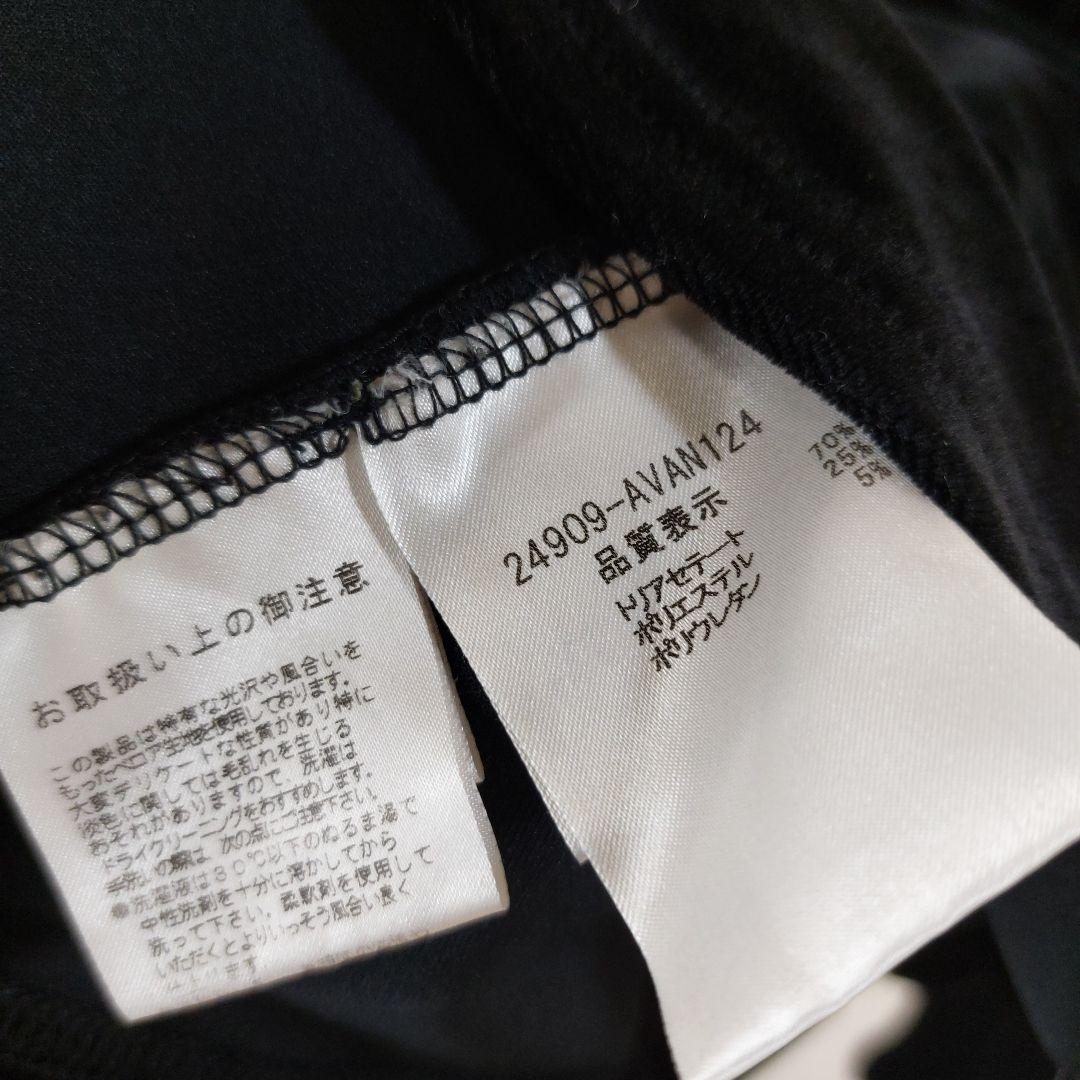 お取扱い上の御注意
この製品は特有な光沢や風合いを
もったベロア生地を使用しております。
大変デリケートな性質があり特に
淡色に関しては毛乱れを生じる
おそれがありますので、洗濯は
ドライクリーニングをおすすめします。
手洗いの際は、次の点にご注意下さい。
●洗濯液は30℃以下のぬるま湯で
中性洗剤を十分に溶かしてから
洗って下さい。柔軟剤を使用して
いただくとよりいっそう風合い良く
24909-AVAN124
品質表示
トリアセテート 70%
ポリエステル 25%
ポリウレタン 5%